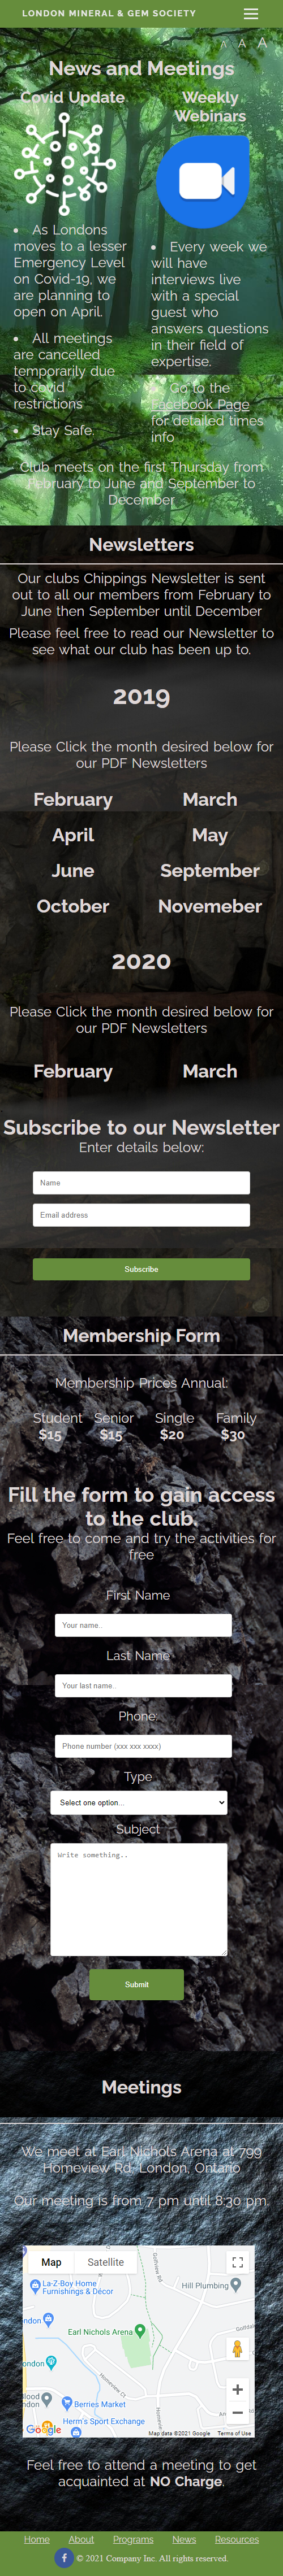 LONDON MINERAL & GEM SOCIETY
A A A
News and Meetings
Covid Update
As Londons
moves to a lesser
Emergency Level
on Covid-19, we
are planning to
open on April.
All meetings
are cancelled
temporarily due
to covid
restrictions
Stay Safe.
Weekly
Webinars
Every week we
will have
interviews live
with a special
guest who
answers questions
in their field of
expertise.
Go to the
Facebook Page
for detailed times
info
Club meets on the first Thursday from
February to June and September to
December
Newsletters
Our clubs Chippings Newsletter is sent
out to all our members from February to
June then September until December
Please feel free to read our Newsletter to
see what our club has been up to.
2019
Please Click the month desired below for
our PDF Newsletters
February March
April May
June September
October Novemeber
2020
Please Click the month desired below for
our PDF Newsletters
February March
Subscribe to our Newsletter
Enter details below:
Name
Email address
Subscribe
Membership Form
Membership Prices Annual:
Student Senior Single Family
$15 $15 $20 $30
Fill the form to gain access
to the club.
Feel free to come and try the activities for
free
First Name
Your name..
Last Name
Your last name..
Phone:
Phone number (xxx xxx xxxx)
Type
Select one option...
Subject
Write something..
Submit
Meetings
We meet at Earl Nichols Arena at 799
Homeview Rd, London, Ontario
Our meeting is from 7 pm until 8:30 pm.
Map Satellite
La-Z-Boy Home
Furnishings & Décor
Hill Plumbing
Earl Nichols Arena
Berries Market
Herm's Sport Exchange
Homeview Ct
Google
Map data ©2021 Google Terms of Use
Feel free to attend a meeting to get
acquainted at NO Charge.
Home About Programs News Resources
© 2021 Company Inc. All rights reserved.